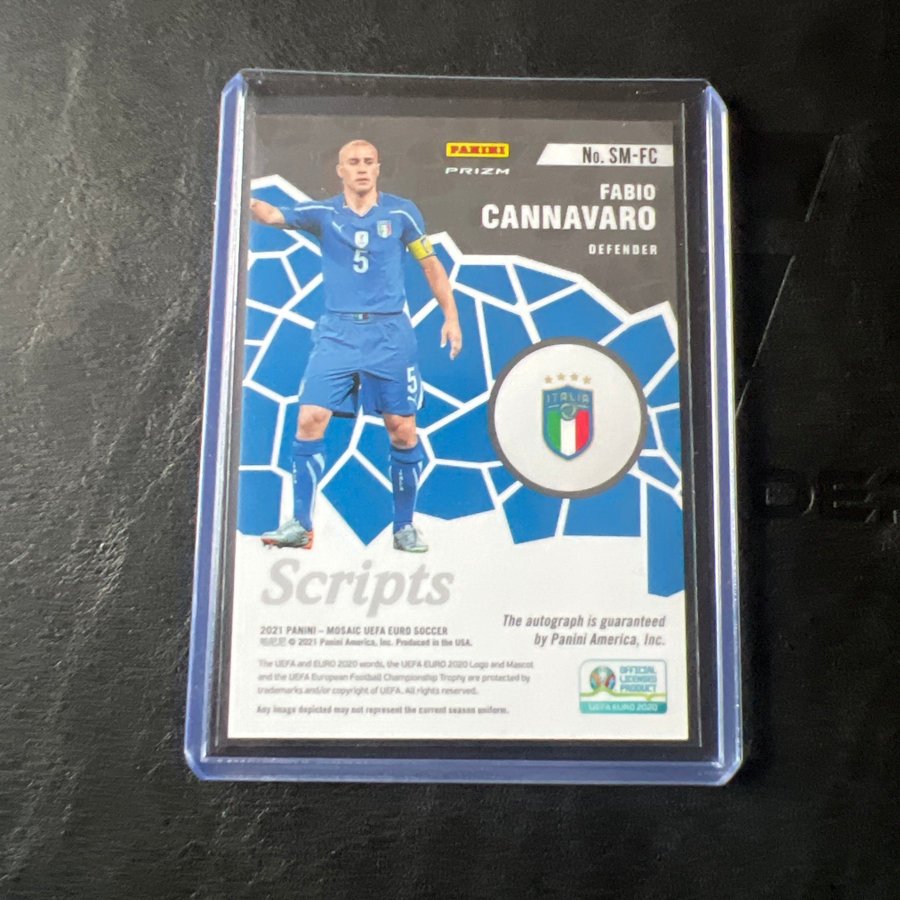 PANINI
PRIZM
No. SM-FC
FABIO
CANNAVARO
DEFENDER
5
5
ITALIA
Scripts
2021 PANINI – MOSAIC UEFA EURO SOCCER
© 2021 Panini America, Inc. Produced in the USA.
The UEFA and EURO 2020 words, the UEFA EURO 2020 Logo and Mascot
and the UEFA European Football Championship Trophy are protected by
trademarks and/or copyright of UEFA. All rights reserved.
Any image depicted may not represent the current season uniform.
The autograph is guaranteed
by Panini America, Inc.
OFFICIAL
LICENSED
PRODUCT
UEFA EURO 2020